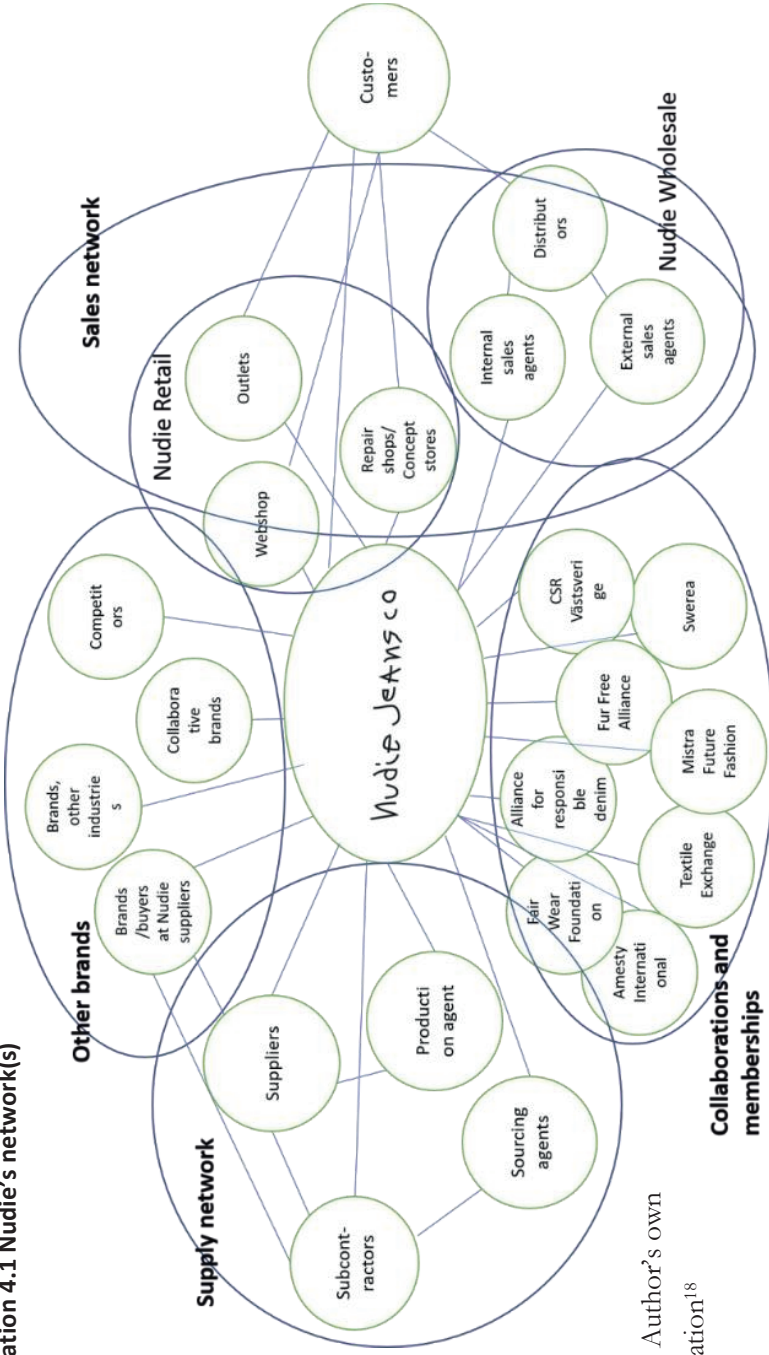 ation 4.1 Nudie's network(s)
Other brands
Brands
/buyers
at Nudie
suppliers
Brands,
other
industrie
s
Collabora
tive
brands
Competit
ors
Sales network
Nudie Retail
Webshop
Outlets
Repair
shops/
Concept
stores
Custo-
mers
Supply network
Suppliers
Producti
on agent
Subcont-
ractors
Sourcing
agents
Nudie Jeans co
Internal
sales
agents
Distribut
ors
External
sales
agents
Nudie Wholesale
Fair
Wear
Foundati
on
Amesty
Internati
onal
Alliance
for
responsi
ble
denim
Textile
Exchange
Fur Free
Alliance
Mistra
Future
Fashion
CSR
Västsveri
ge
Swerea
Collaborations and
memberships
Author's own
ation18